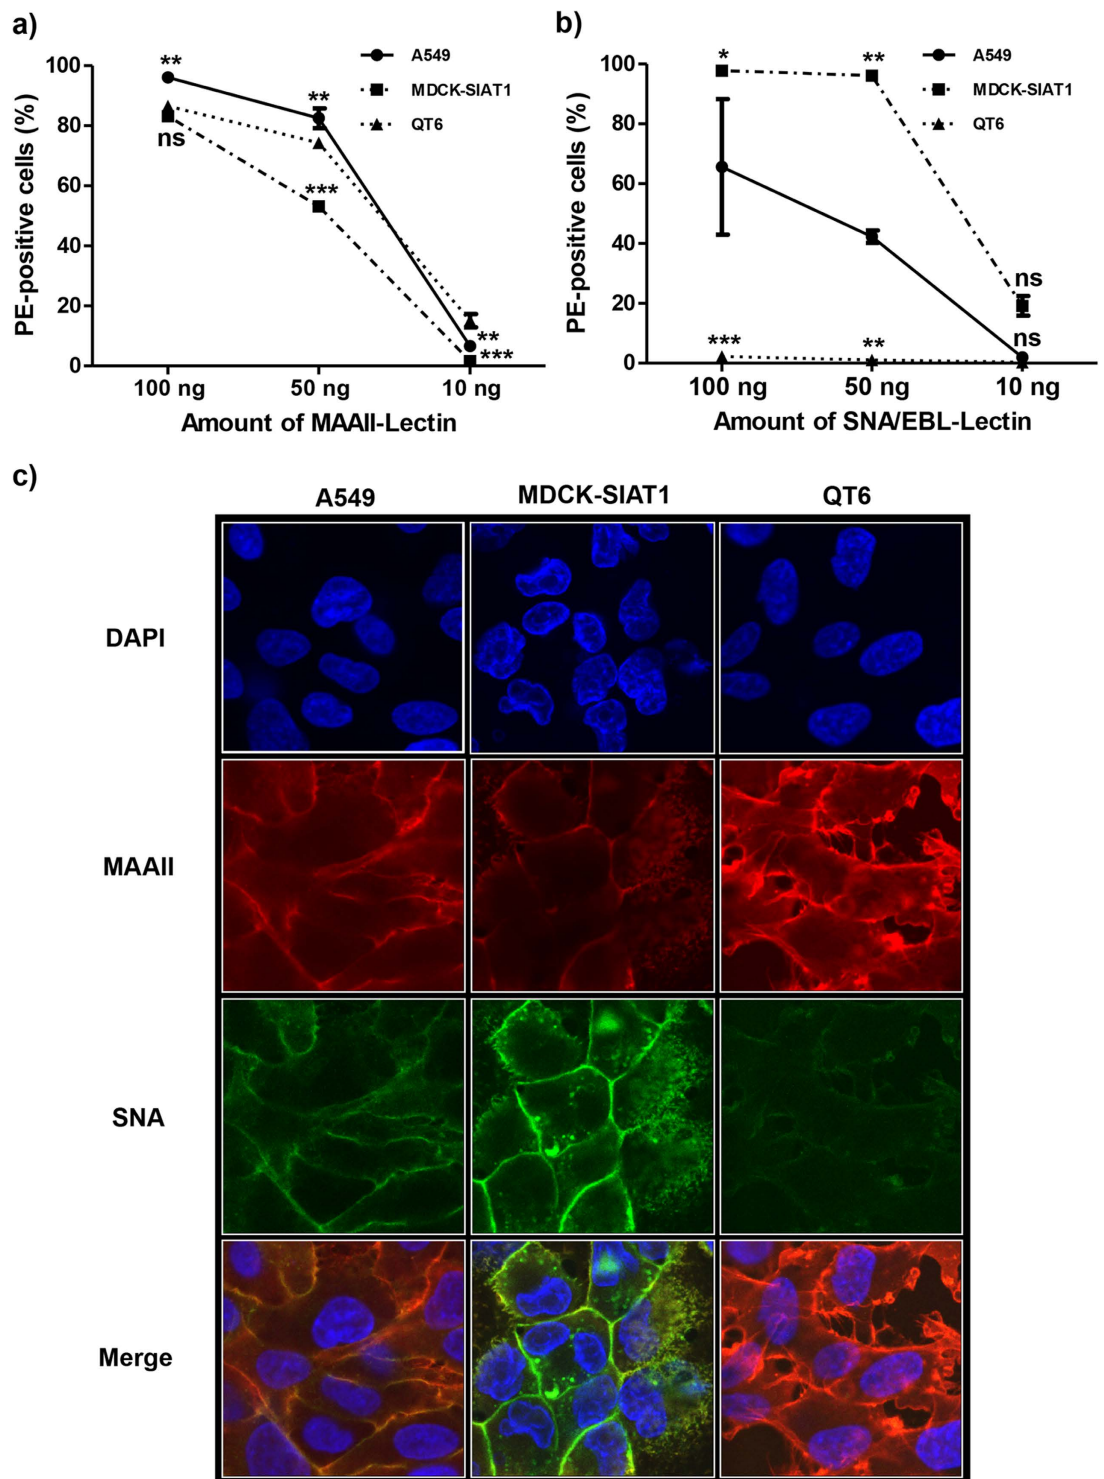 a)
PE-positive cells (%)
100
80
60
40
20
0
**
ns
**
***
**
***
A549
MDCK-SIAT1
QT6
100 ng
50 ng
10 ng
Amount of MAAII-Lectin
b)
PE-positive cells (%)
100
80
60
40
20
0
*
**
***
**
ns
ns
A549
MDCK-SIAT1
QT6
100 ng
50 ng
10 ng
Amount of SNA/EBL-Lectin
c)
A549
MDCK-SIAT1
QT6
DAPI
MAAII
SNA
Merge